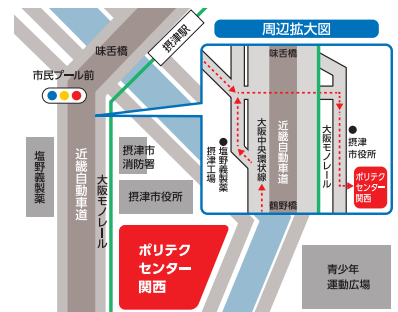 周辺拡大図
味舌橋
摂津駅
市民プール前
塩野義製薬
近畿自動車道
大阪モノレール
摂津市
消防署
摂津市役所
ポリテク
センター
関西
青少年
運動広場
味舌橋
塩野義製薬
摂津工場
大阪中央環状線
近畿自動車道
大阪モノレール
摂津
市役所
ポリテク
センター
関西
鶴野橋